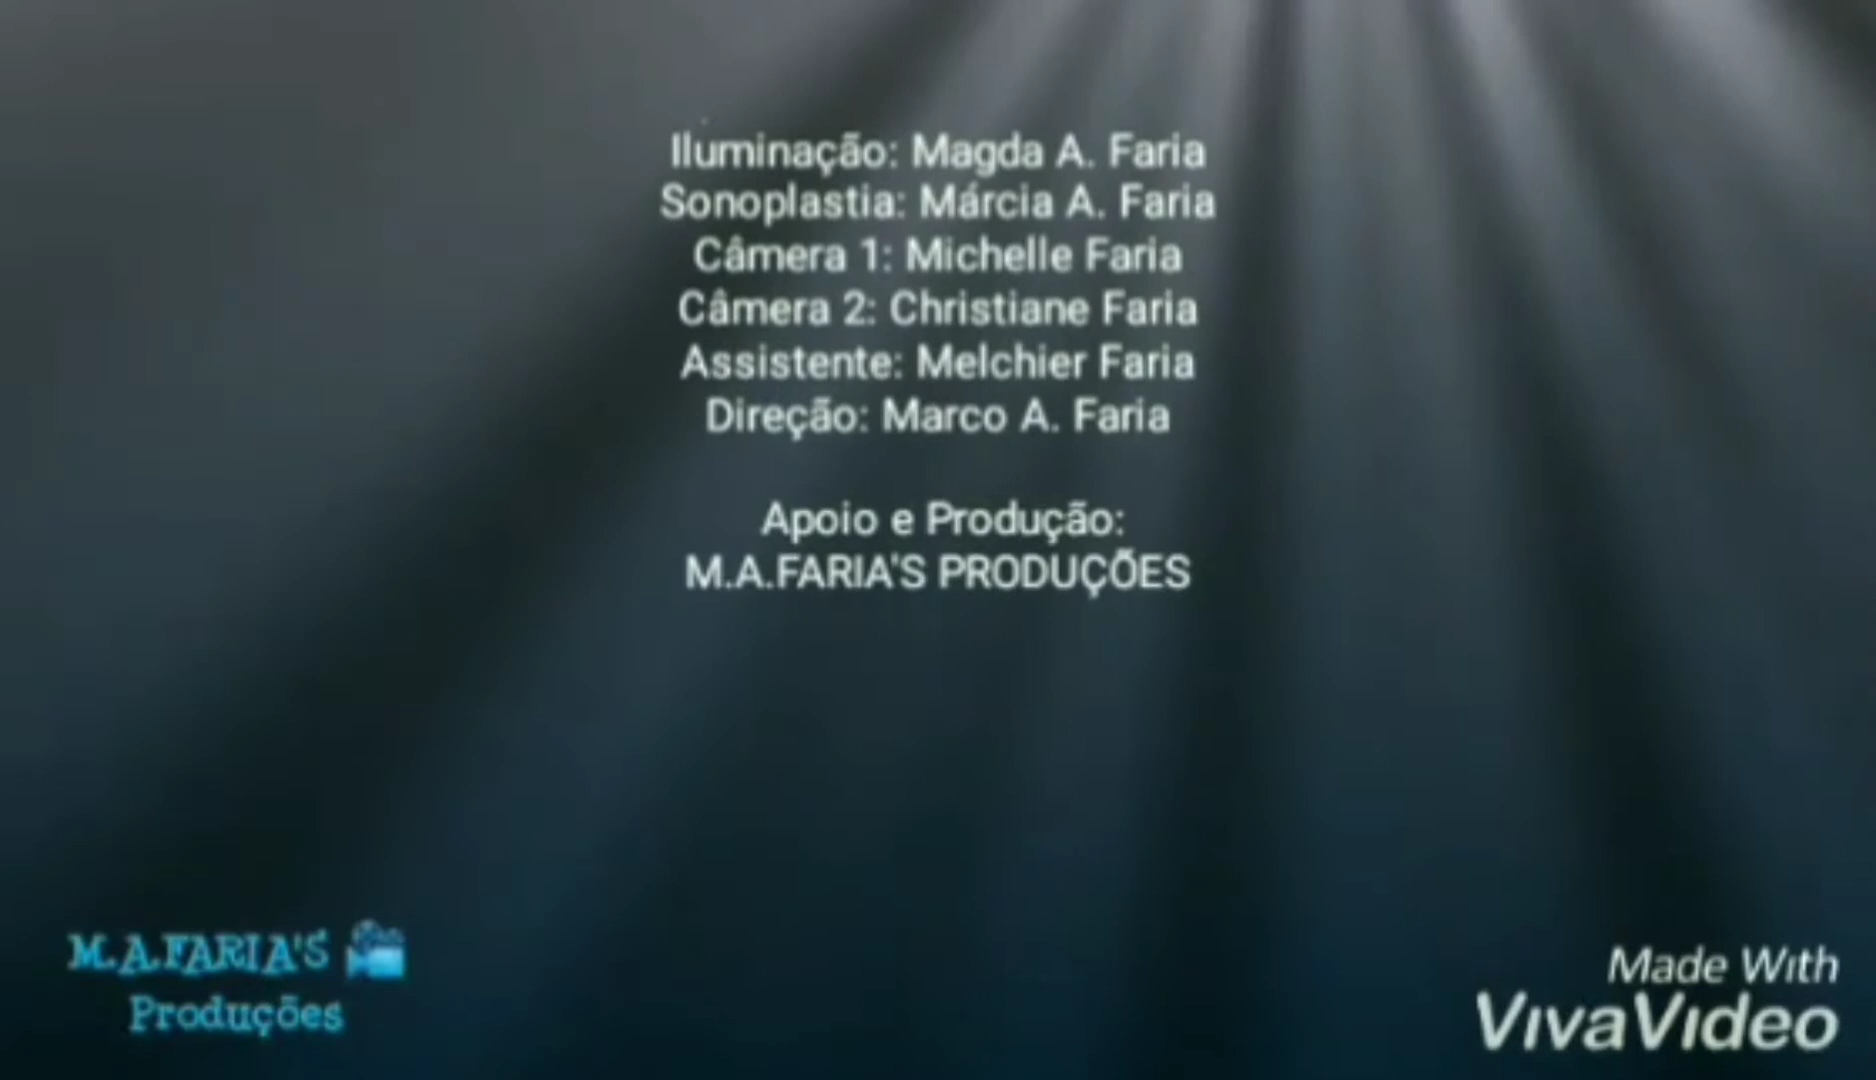 Iluminação: Magda A. Faria
Sonoplastia: Márcia A. Faria
Câmera 1: Michelle Faria
Câmera 2: Christiane Faria
Assistente: Melchier Faria
Direção: Marco A. Faria
Apoio e Produção:
M.A.FARIA'S PRODUÇÕES
M.A.FARIA'S
Produções
Made With
VivaVideo